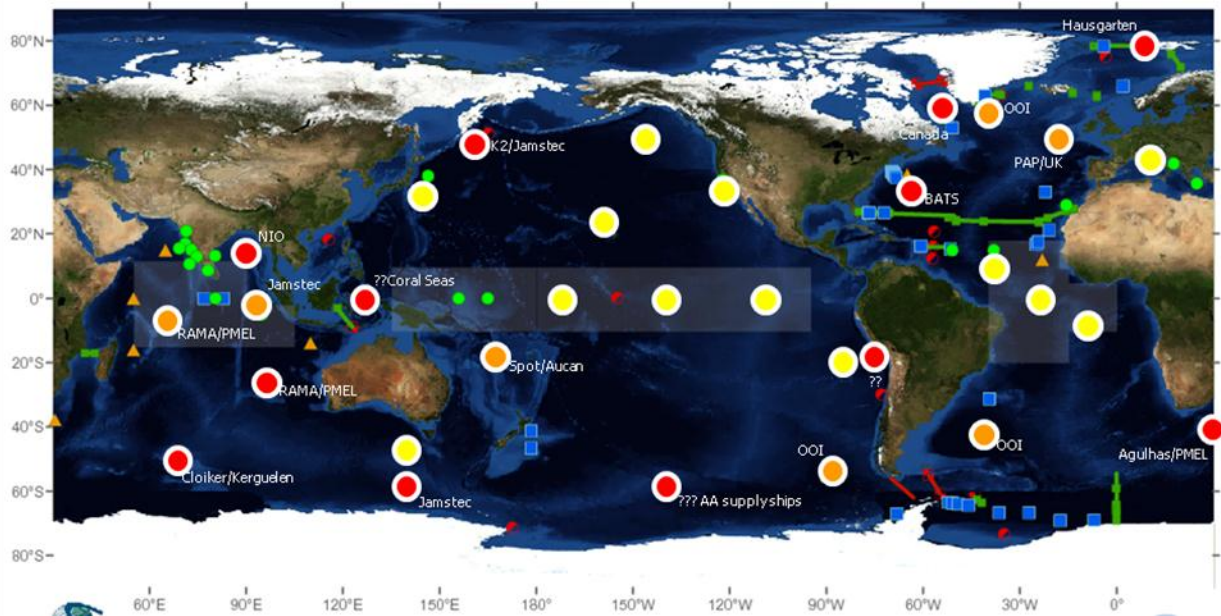 80°N
Hausgarten
60°N
OOI
Canada
K2/Jamstec
PAP/UK
40°N
BATS
20°N
NIO
Jamstec
??Coral Seas
0°
RAMA/PMEL
20°S
Spot/Aucan
??
RAMA/PMEL
40°S
OOI
OOI
Agulhas/PMEL
Cloiker/Kerguelen
60°S
Jamstec
??? AA supplyships
80°S
60°E 90°E 120°E 150°E 180° 150°W 120°W 90°W 60°W 30°W 0°